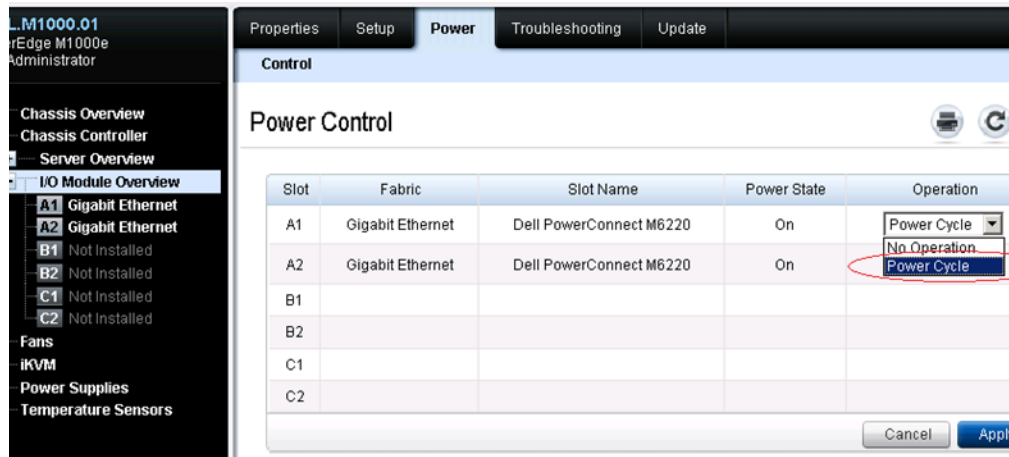 L.M1000.01
rEdge M1000e
Administrator
Chassis Overview
Chassis Controller
Server Overview
I/O Module Overview
A1 Gigabit Ethernet
A2 Gigabit Ethernet
B1 Not Installed
B2 Not Installed
C1 Not Installed
C2 Not Installed
Fans
iKVM
Power Supplies
Temperature Sensors
Properties Setup Power Troubleshooting Update
Control
Power Control
Slot Fabric Slot Name Power State Operation
A1 Gigabit Ethernet Dell PowerConnect M6220 On Power Cycle
No Operation
A2 Gigabit Ethernet Dell PowerConnect M6220 On Power Cycle
B1
B2
C1
C2
Cancel Appl